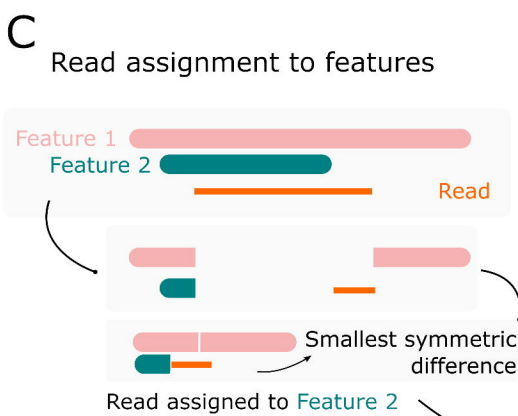 C
Read assignment to features
Feature 1
Feature 2
Read
Smallest symmetric
difference
Read assigned to Feature 2